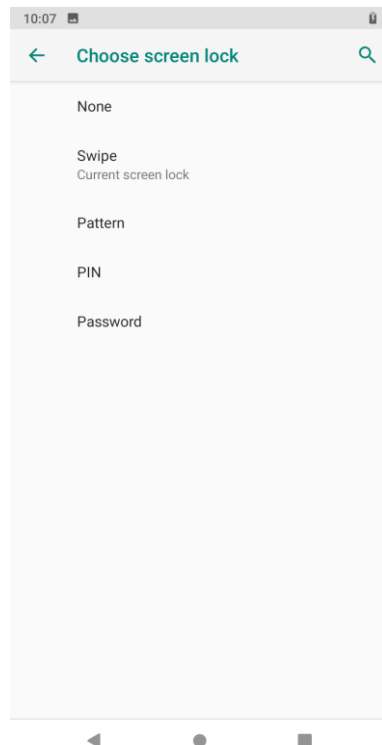 10:07
Choose screen lock
None
Swipe
Current screen lock
Pattern
PIN
Password